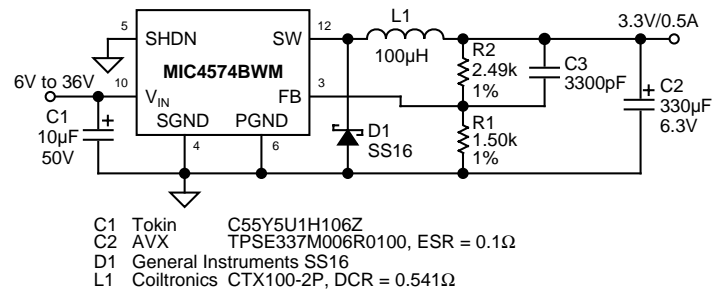 5
SHDN
SW
12
L1
100µH
3.3V/0.5A
MIC4574BWM
6V to 36V
10
VIN
FB
3
SGND
PGND
4
6
C1
+
10µF
50V
D1
SS16
R2
2.49k
1%
R1
1.50k
1%
C3
3300pF
+
C2
330µF
6.3V
C1 Tokin C55Y5U1H106Z
C2 AVX TPSE337M006R0100, ESR = 0.1Ω
D1 General Instruments SS16
L1 Coiltronics CTX100-2P, DCR = 0.541Ω